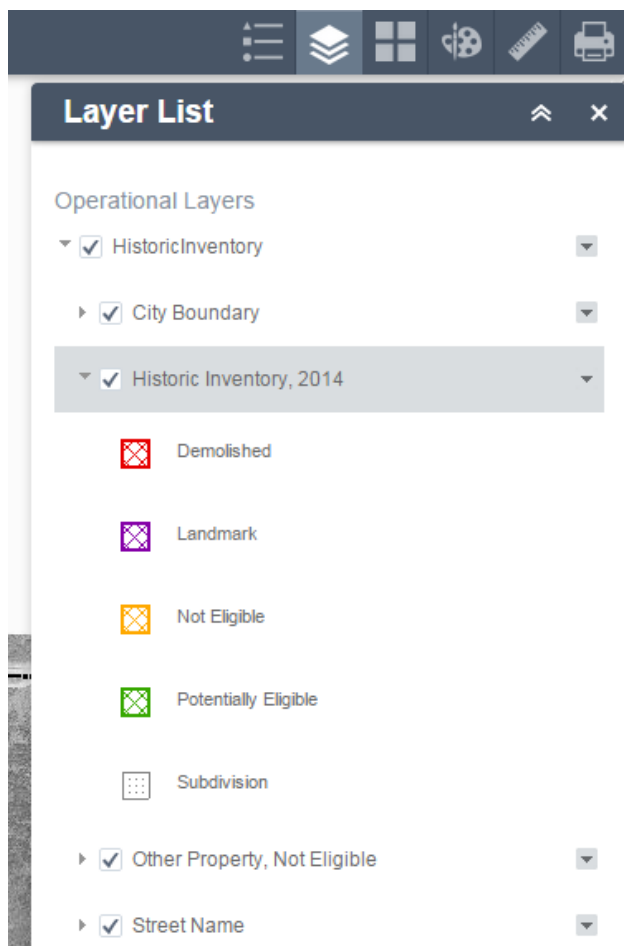 Layer List
Operational Layers
HistoricInventory
City Boundary
Historic Inventory, 2014
Demolished
Landmark
Not Eligible
Potentially Eligible
Subdivision
Other Property, Not Eligible
Street Name